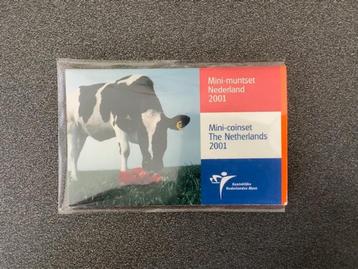 Mini-muntset
Nederland
2001
Mini-coinset
The Netherlands
2001
Koninklijke
Nederlandse Munt